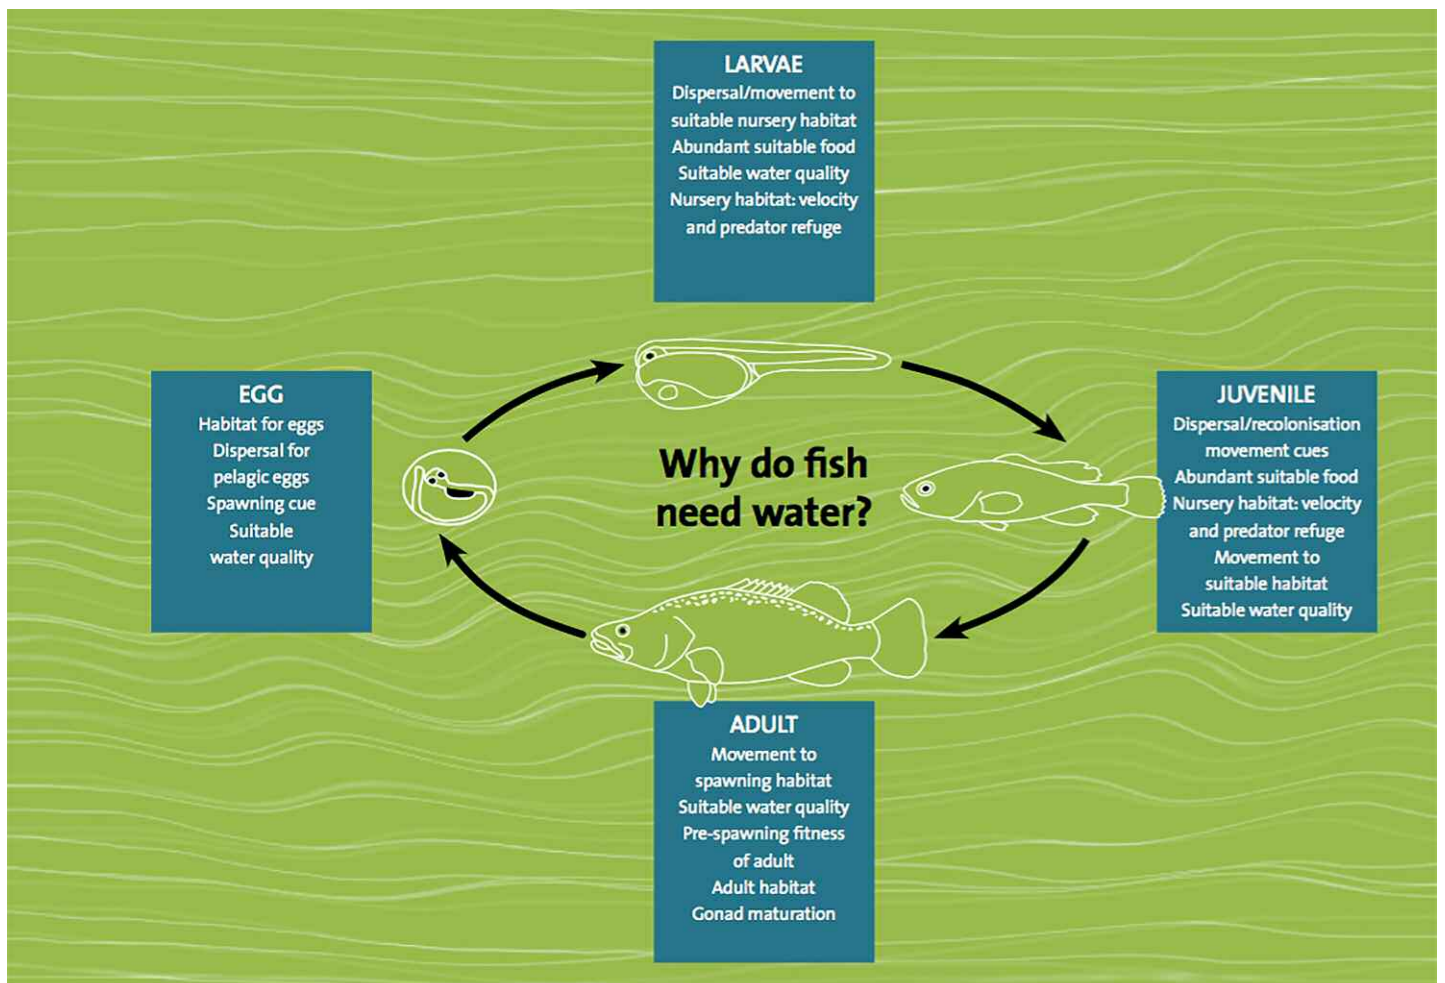 LARVAE
Dispersal/movement to
suitable nursery habitat
Abundant suitable food
Suitable water quality
Nursery habitat: velocity
and predator refuge
EGG
Habitat for eggs
Dispersal for
pelagic eggs
Spawning cue
Suitable
water quality
Why do fish
need water?
JUVENILE
Dispersal/recolonisation
movement cues
Abundant suitable food
Nursery habitat: velocity
and predator refuge
Movement to
suitable habitat
Suitable water quality
ADULT
Movement to
spawning habitat
Suitable water quality
Pre-spawning fitness
of adult
Adult habitat
Gonad maturation